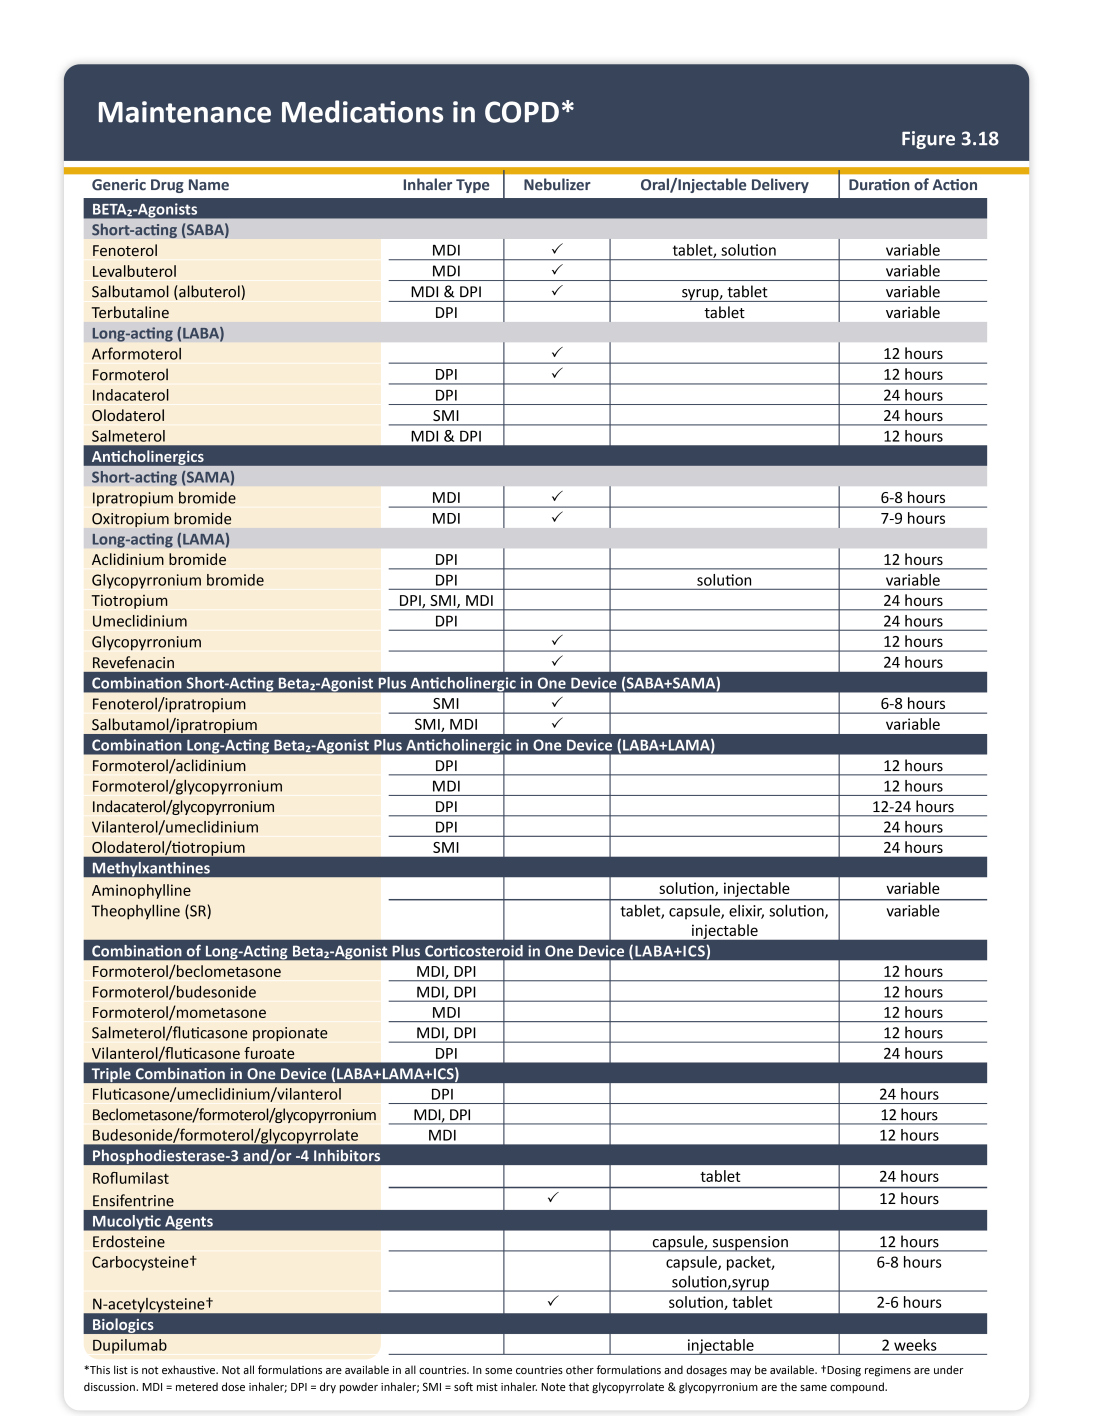 Maintenance Medications in COPD*
Figure 3.18
Generic Drug Name Inhaler Type Nebulizer Oral/Injectable Delivery Duration of Action
BETA₂-Agonists
Short-acting (SABA)
Fenoterol MDI ✓ tablet, solution variable
Levalbuterol MDI ✓ variable
Salbutamol (albuterol) MDI & DPI ✓ syrup, tablet variable
Terbutaline DPI tablet variable
Long-acting (LABA)
Arformoterol ✓ 12 hours
Formoterol DPI ✓ 12 hours
Indacaterol DPI 24 hours
Olodaterol SMI 24 hours
Salmeterol MDI & DPI 12 hours
Anticholinergics
Short-acting (SAMA)
Ipratropium bromide MDI ✓ 6-8 hours
Oxitropium bromide MDI ✓ 7-9 hours
Long-acting (LAMA)
Aclidinium bromide DPI 12 hours
Glycopyrronium bromide DPI solution variable
Tiotropium DPI, SMI, MDI 24 hours
Umeclidinium DPI 24 hours
Glycopyrronium ✓ 12 hours
Revefenacin ✓ 24 hours
Combination Short-Acting Beta₂-Agonist Plus Anticholinergic in One Device (SABA+SAMA)
Fenoterol/ipratropium SMI ✓ 6-8 hours
Salbutamol/ipratropium SMI, MDI ✓ variable
Combination Long-Acting Beta₂-Agonist Plus Anticholinergic in One Device (LABA+LAMA)
Formoterol/aclidinium DPI 12 hours
Formoterol/glycopyrronium MDI 12 hours
Indacaterol/glycopyrronium DPI 12-24 hours
Vilanterol/umeclidinium DPI 24 hours
Olodaterol/tiotropium SMI 24 hours
Methylxanthines
Aminophylline solution, injectable variable
Theophylline (SR) tablet, capsule, elixir, solution, variable
injectable
Combination of Long-Acting Beta₂-Agonist Plus Corticosteroid in One Device (LABA+ICS)
Formoterol/beclometasone MDI, DPI 12 hours
Formoterol/budesonide MDI, DPI 12 hours
Formoterol/mometasone MDI 12 hours
Salmeterol/fluticasone propionate MDI, DPI 12 hours
Vilanterol/fluticasone furoate DPI 24 hours
Triple Combination in One Device (LABA+LAMA+ICS)
Fluticasone/umeclidinium/vilanterol DPI 24 hours
Beclometasone/formoterol/glycopyrronium MDI, DPI 12 hours
Budesonide/formoterol/glycopyrrolate MDI 12 hours
Phosphodiesterase-3 and/or -4 Inhibitors
Roflumilast tablet 24 hours
Ensifentrine ✓ 12 hours
Mucolytic Agents
Erdosteine capsule, suspension 12 hours
Carbocysteine† capsule, packet, 6-8 hours
solution,syrup
N-acetylcysteine† ✓ solution, tablet 2-6 hours
Biologics
Dupilumab injectable 2 weeks
*This list is not exhaustive. Not all formulations are available in all countries. In some countries other formulations and dosages may be available. †Dosing regimens are under
discussion. MDI = metered dose inhaler; DPI = dry powder inhaler; SMI = soft mist inhaler. Note that glycopyrrolate & glycopyrronium are the same compound.